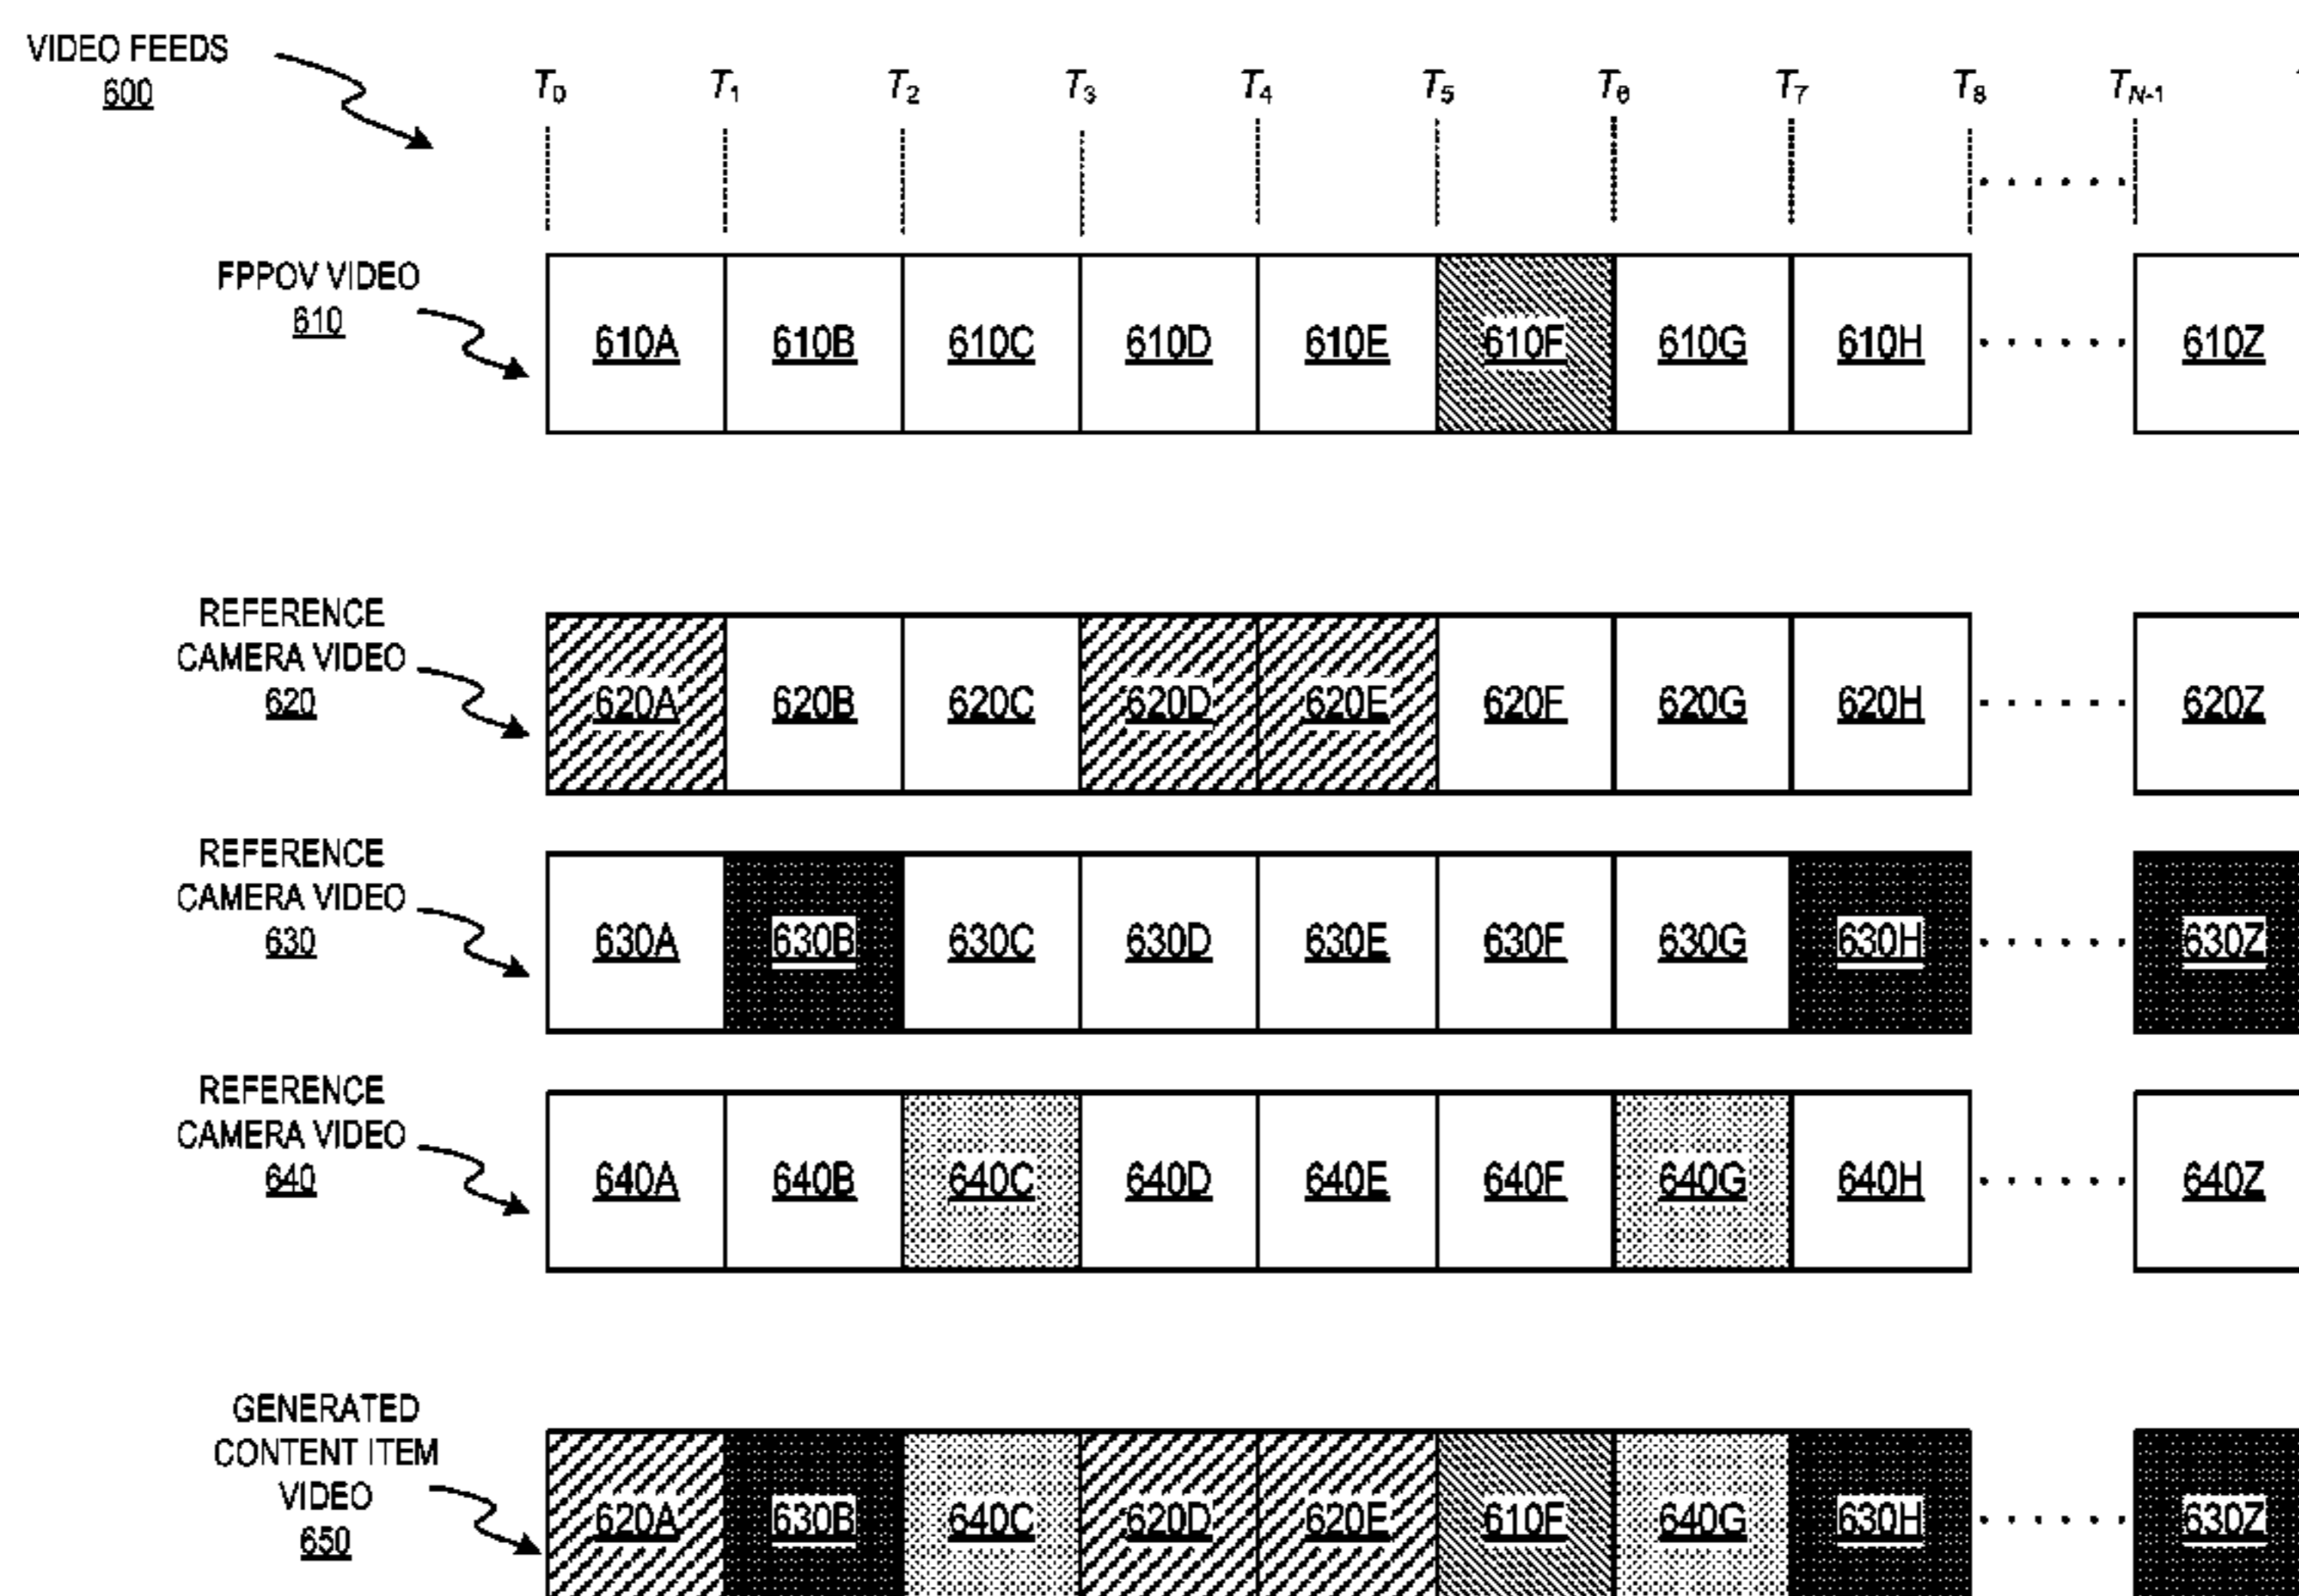 VIDEO FEEDS
600
T0 T1 T2 T3 T4 T5 T6 T7 T8 TN-1
FPPOV VIDEO
610
610A 610B 610C 610D 610E 610F 610G 610H ······ 610Z
REFERENCE
CAMERA VIDEO
620
620A 620B 620C 620D 620E 620F 620G 620H ······ 620Z
REFERENCE
CAMERA VIDEO
630
630A 630B 630C 630D 630E 630F 630G 630H ······ 630Z
REFERENCE
CAMERA VIDEO
640
640A 640B 640C 640D 640E 640F 640G 640H ······ 640Z
GENERATED
CONTENT ITEM
VIDEO
650
620A 630B 640C 620D 620E 610F 640G 630H ······ 630Z